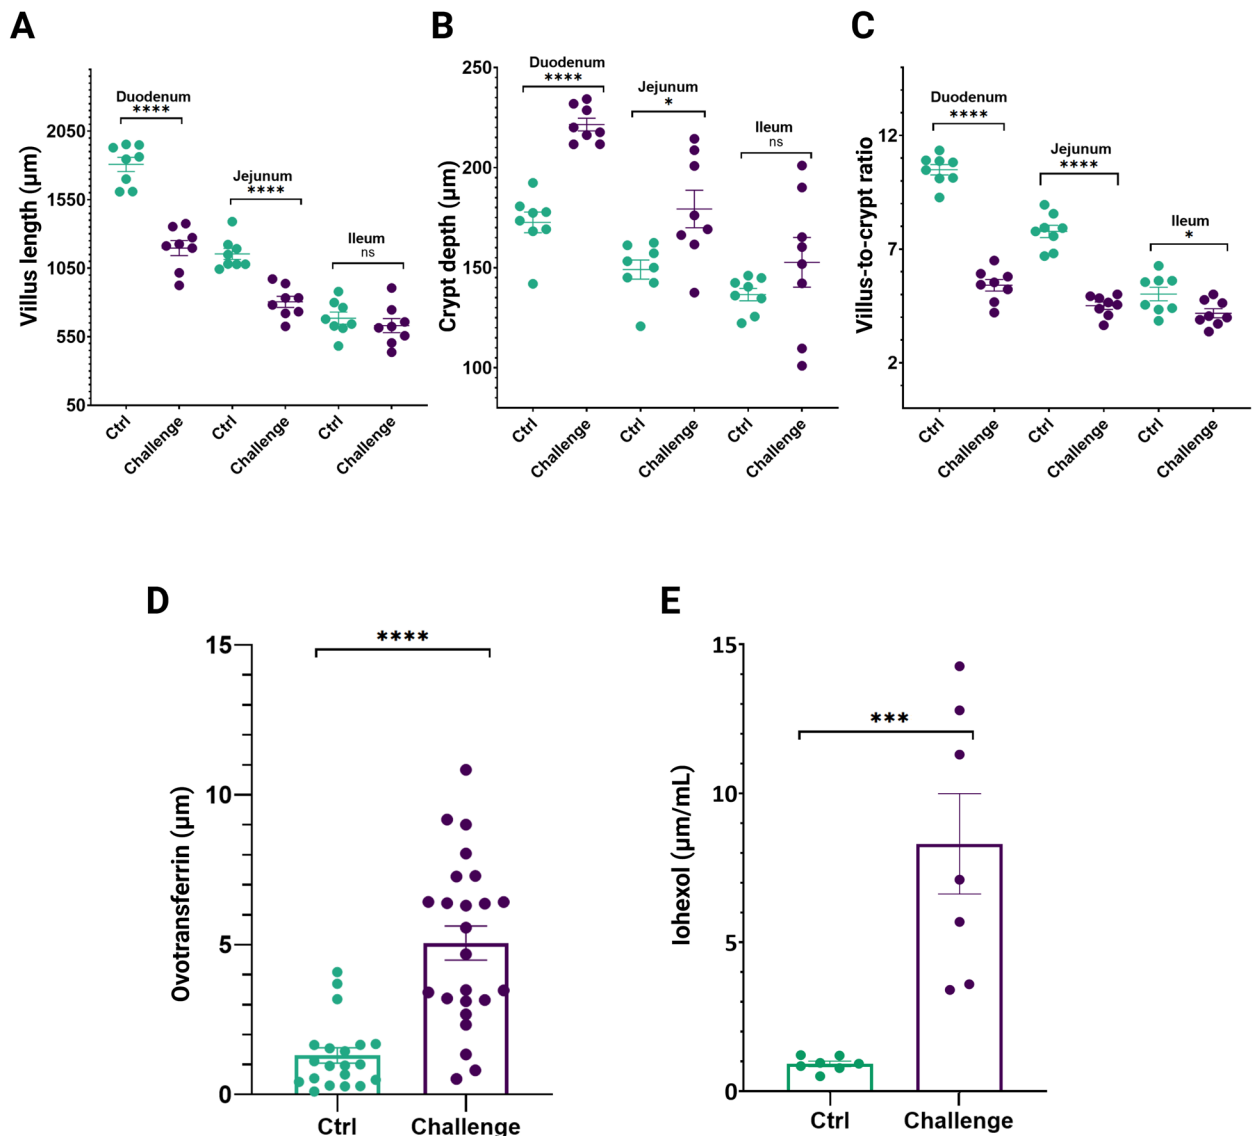 A
Villus length (µm)
2050
1550
1050
550
50
Duodenum
****
Jejunum
****
Ileum
ns
Ctrl
Challenge
Ctrl
Challenge
Ctrl
Challenge
B
Crypt depth (µm)
250
200
150
100
Duodenum
****
Jejunum
*
Ileum
ns
Ctrl
Challenge
Ctrl
Challenge
Ctrl
Challenge
C
Villus-to-crypt ratio
12
7
2
Duodenum
****
Jejunum
****
Ileum
*
Ctrl
Challenge
Ctrl
Challenge
Ctrl
Challenge
D
Ovotransferrin (µm)
15
10
5
0
****
Ctrl
Challenge
E
Iohexol (µm/mL)
15
10
5
0
***
Ctrl
Challenge